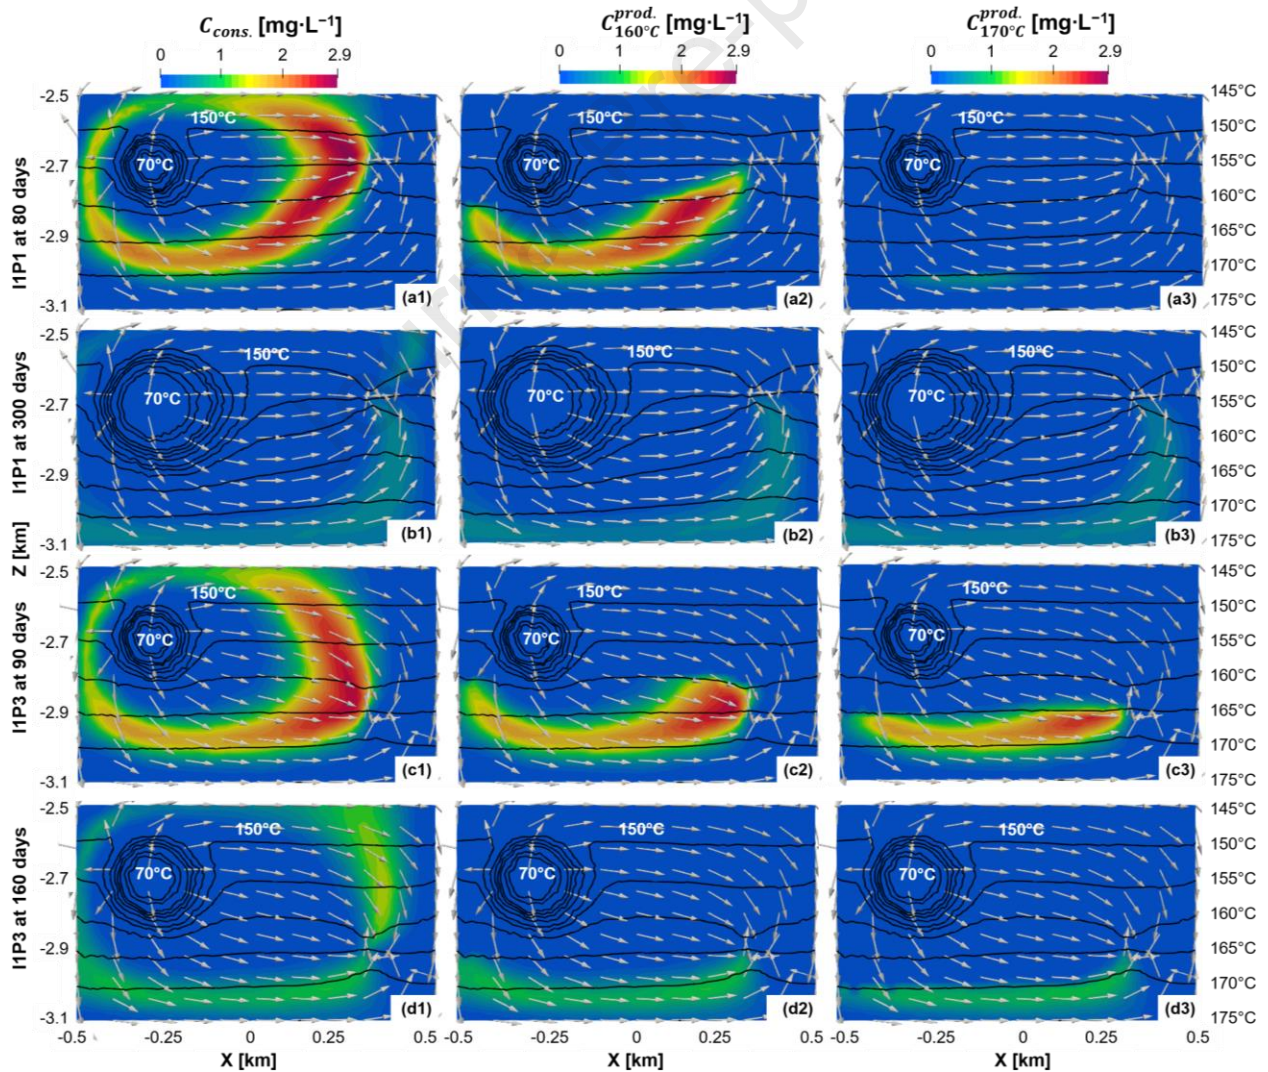 C_cons. [mg·L⁻¹] C_160°C^prod. [mg·L⁻¹] C_170°C^prod. [mg·L⁻¹]
0 1 2 2.9 0 1 2 2.9 0 1 2 2.9
I1P1 at 80 days
-2.5 150°C 150°C 150°C 145°C
150°C
-2.7 70°C 70°C 70°C 155°C
160°C
-2.9 165°C
170°C
-3.1 (a1) (a2) (a3) 175°C
I1P1 at 300 days
-2.5 150°C 150°C 150°C 145°C
150°C
-2.7 70°C 70°C 70°C 155°C
160°C
-2.9 165°C
170°C
-3.1 (b1) (b2) (b3) 175°C
Z [km]
I1P3 at 90 days
-2.5 150°C 150°C 150°C 145°C
150°C
-2.7 70°C 70°C 70°C 155°C
160°C
-2.9 165°C
170°C
-3.1 (c1) (c2) (c3) 175°C
I1P3 at 160 days
-2.5 150°C 150°C 150°C 145°C
150°C
-2.7 70°C 70°C 70°C 155°C
160°C
-2.9 165°C
170°C
-3.1 (d1) (d2) (d3) 175°C
-0.5 -0.25 0 0.25 0.5 -0.25 0 0.25 0.5 -0.25 0 0.25 0.5
X [km] X [km] X [km]